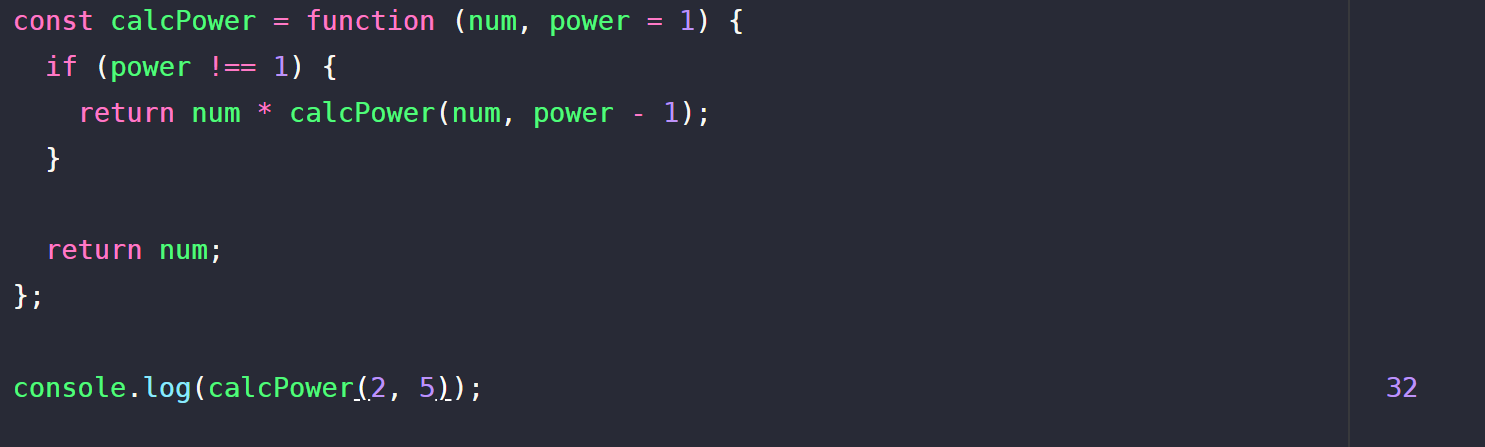 const calcPower = function (num, power = 1) {
  if (power !== 1) {
    return num * calcPower(num, power - 1);
  }

  return num;
};

console.log(calcPower(2, 5)); 32